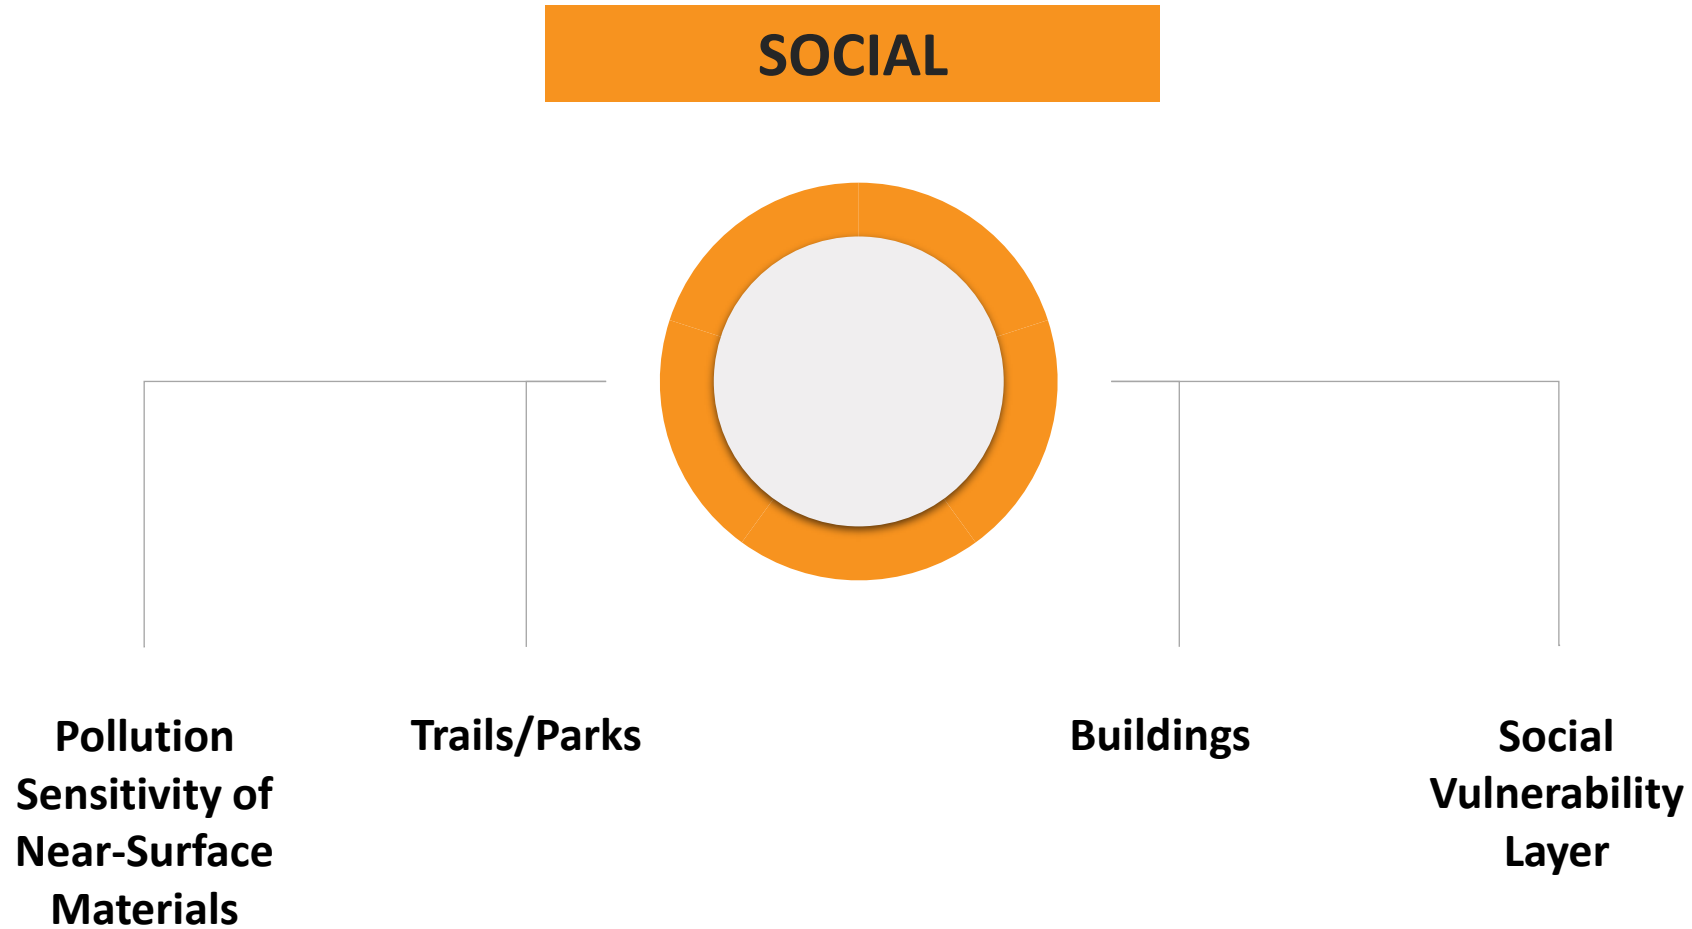 SOCIAL
Pollution
Sensitivity of
Near-Surface
Materials
Trails/Parks
Buildings
Social
Vulnerability
Layer